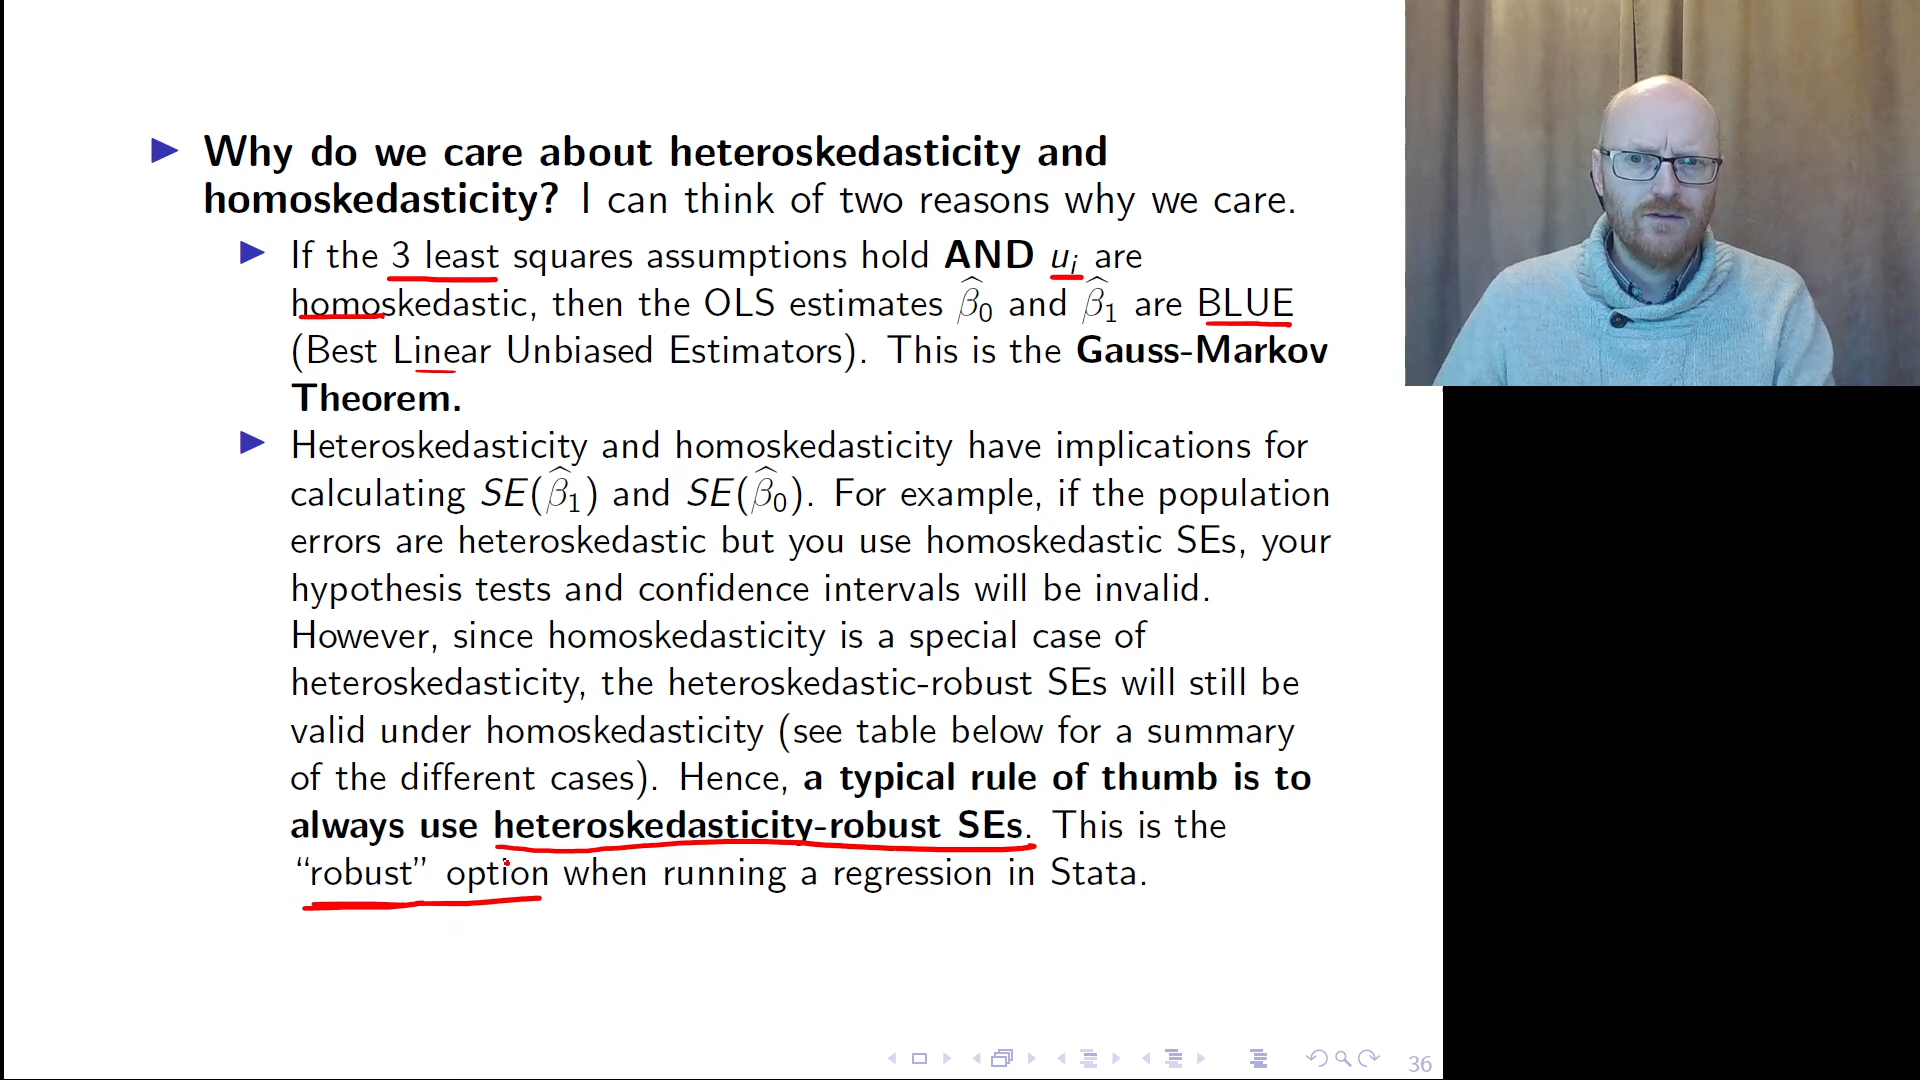 Why do we care about heteroskedasticity and
homoskedasticity? I can think of two reasons why we care.
If the 3 least squares assumptions hold AND u_i are
homoskedastic, then the OLS estimates β̂₀ and β̂₁ are BLUE
(Best Linear Unbiased Estimators). This is the Gauss-Markov
Theorem.
Heteroskedasticity and homoskedasticity have implications for
calculating SE(β̂₁) and SE(β̂₀). For example, if the population
errors are heteroskedastic but you use homoskedastic SEs, your
hypothesis tests and confidence intervals will be invalid.
However, since homoskedasticity is a special case of
heteroskedasticity, the heteroskedastic-robust SEs will still be
valid under homoskedasticity (see table below for a summary
of the different cases). Hence, a typical rule of thumb is to
always use heteroskedasticity-robust SEs. This is the
“robust” option when running a regression in Stata.
36